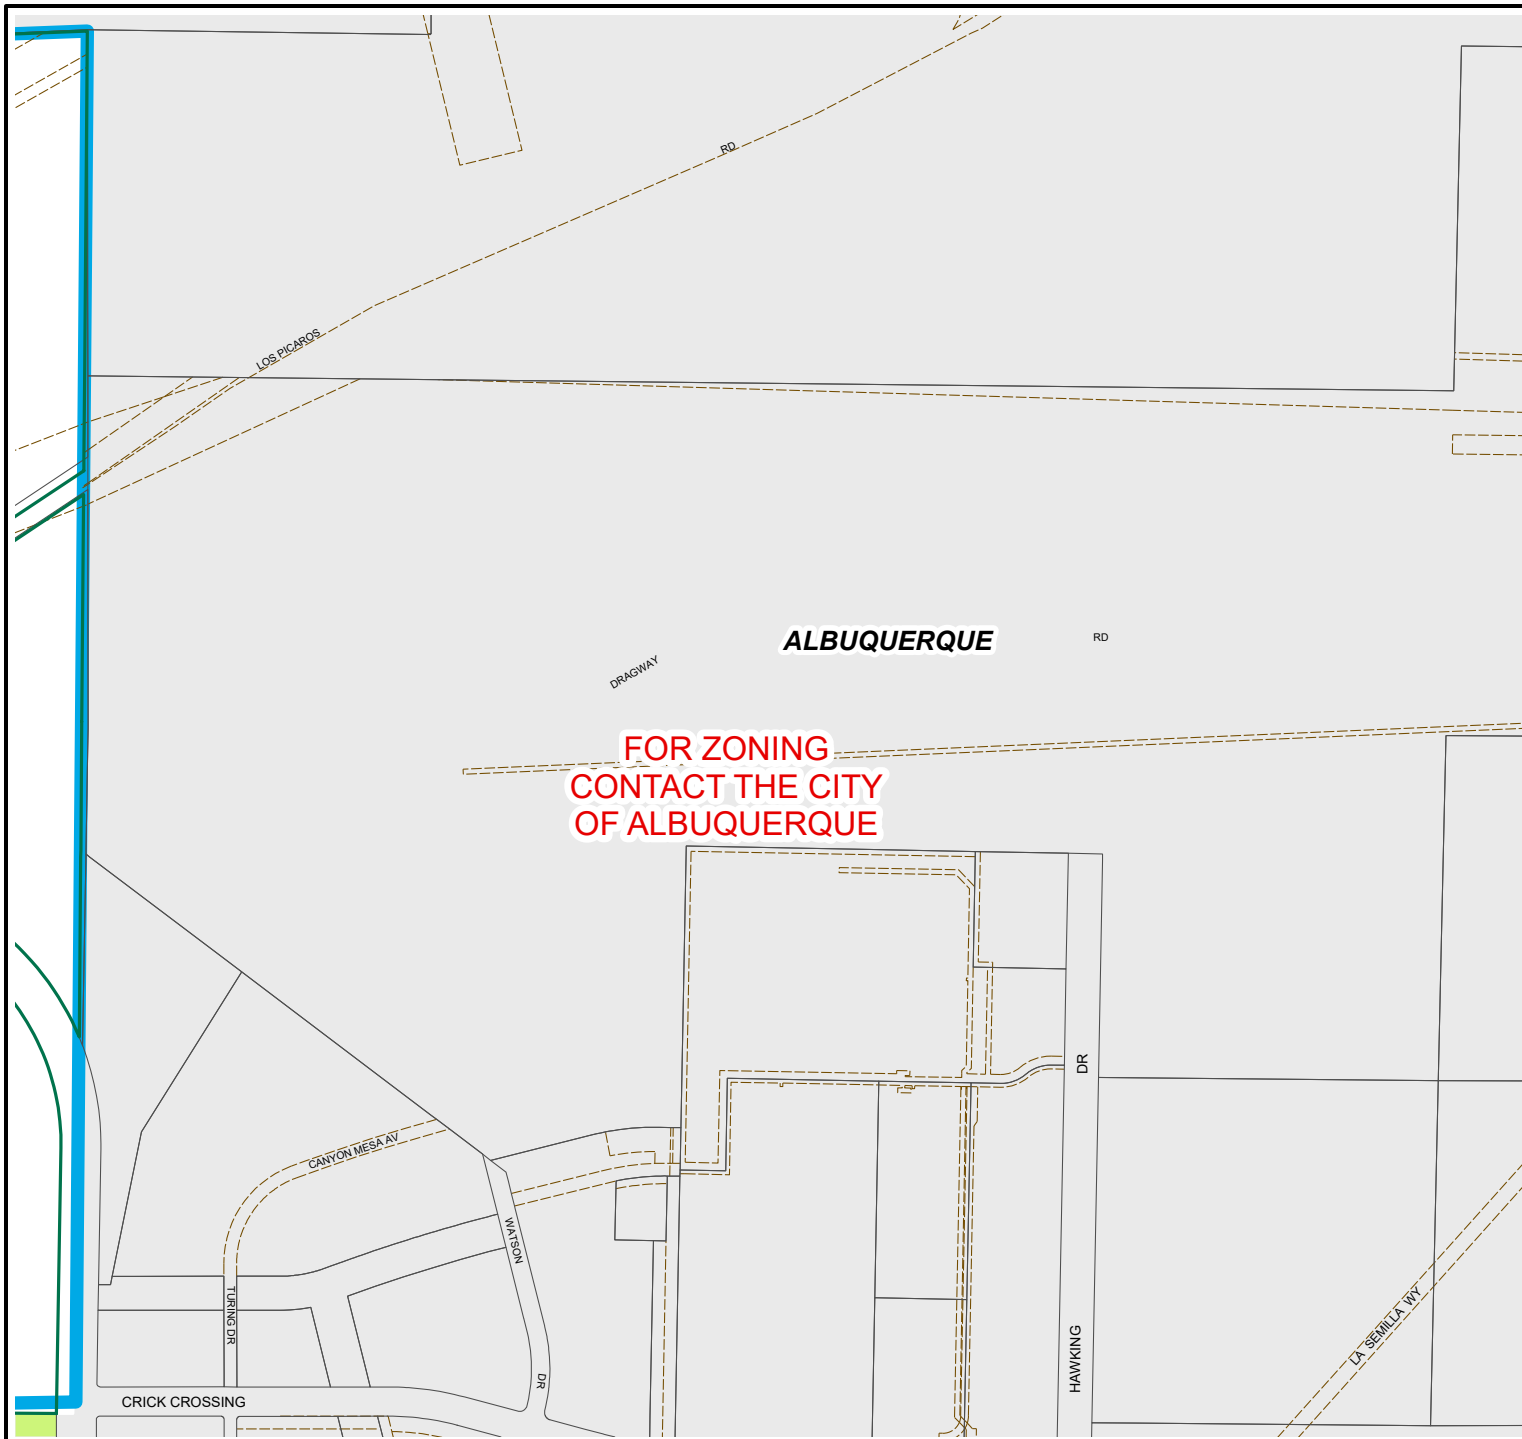 RD
LOS PICAROS
ALBUQUERQUE
RD
DRAGWAY
FOR ZONING
CONTACT THE CITY
OF ALBUQUERQUE
DR
CANYON MESA AV
WATSON
TURING DR
LA SEMILLA WY
HAWKING
DR
CRICK CROSSING